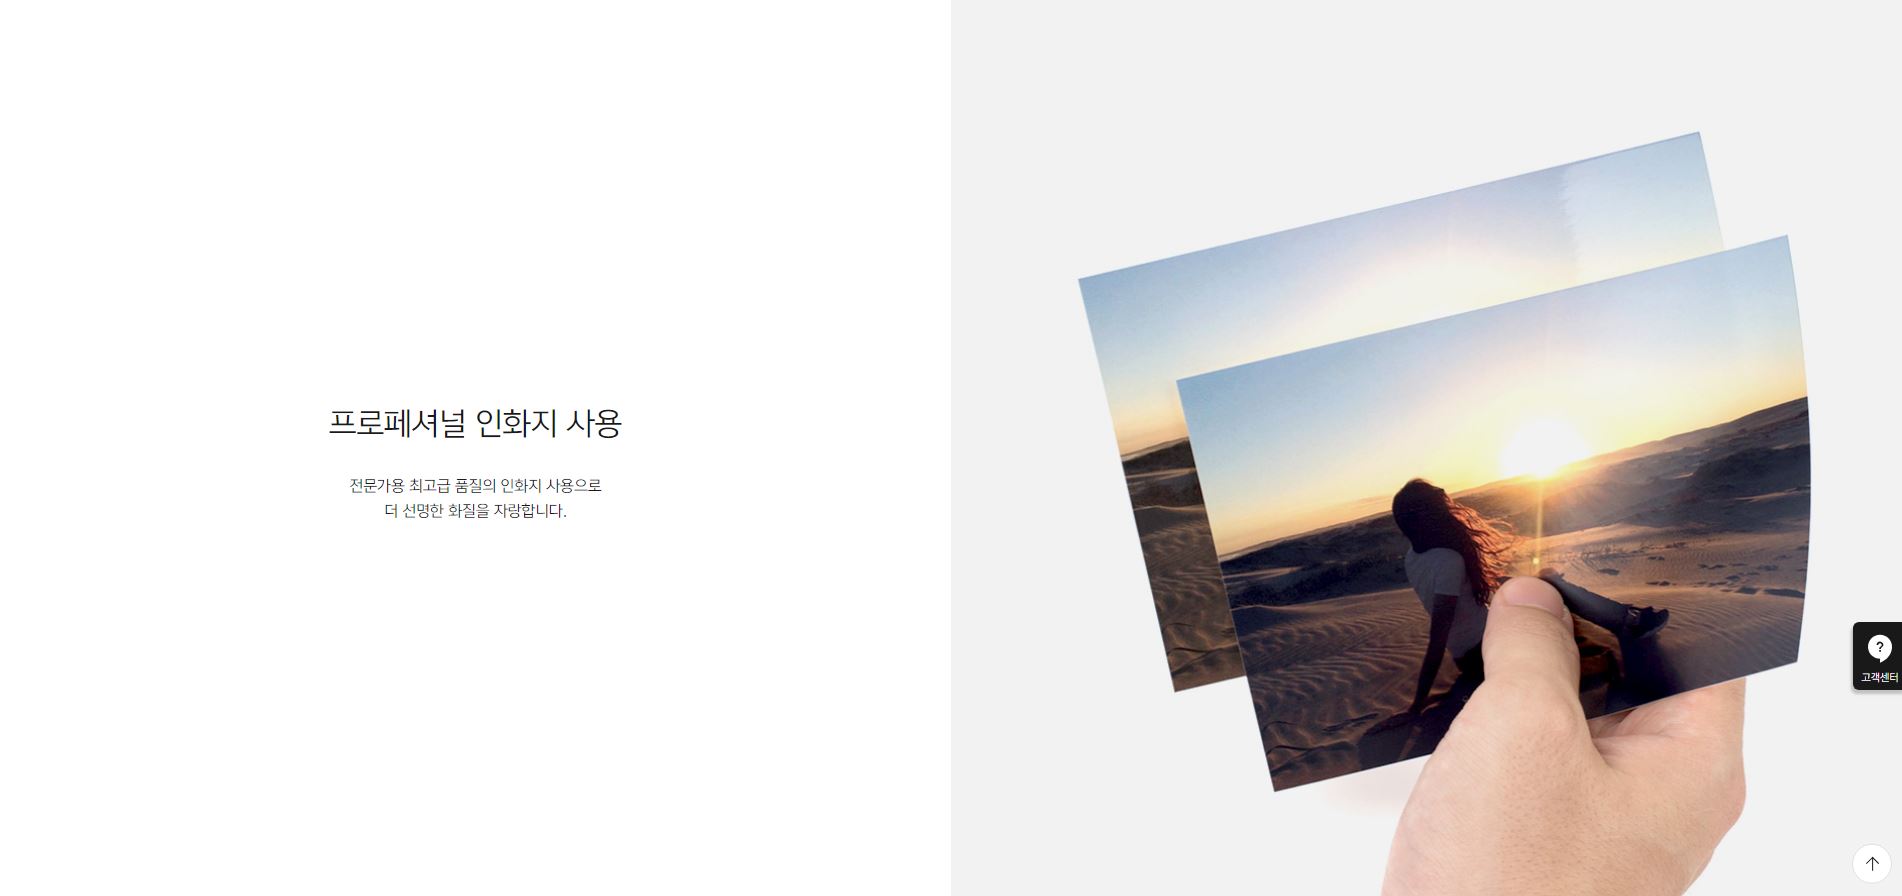 프로페셔널 인화지 사용
전문가용 최고급 품질의 인화지 사용으로
더 선명한 화질을 자랑합니다.
?
고객센터